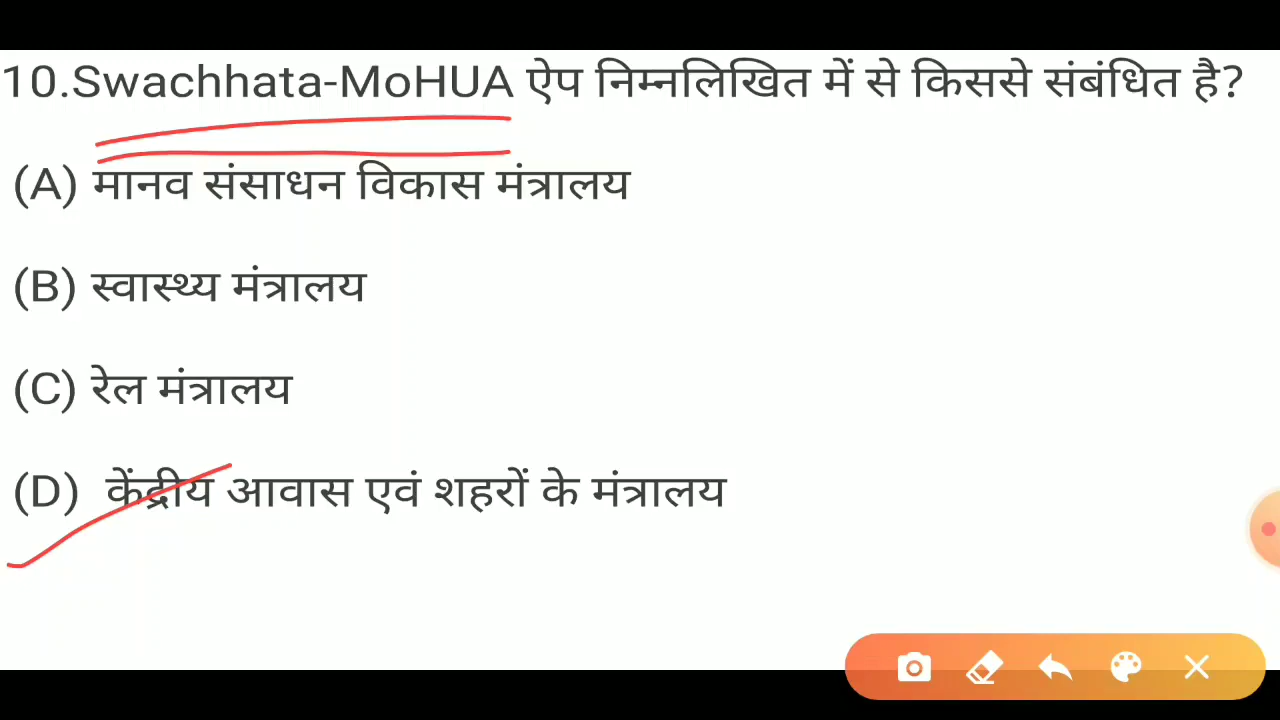 10.Swachhata-MoHUA ऐप निम्नलिखित में से किससे संबंधित है?
(A) मानव संसाधन विकास मंत्रालय
(B) स्वास्थ्य मंत्रालय
(C) रेल मंत्रालय
(D) केंद्रीय आवास एवं शहरों के मंत्रालय